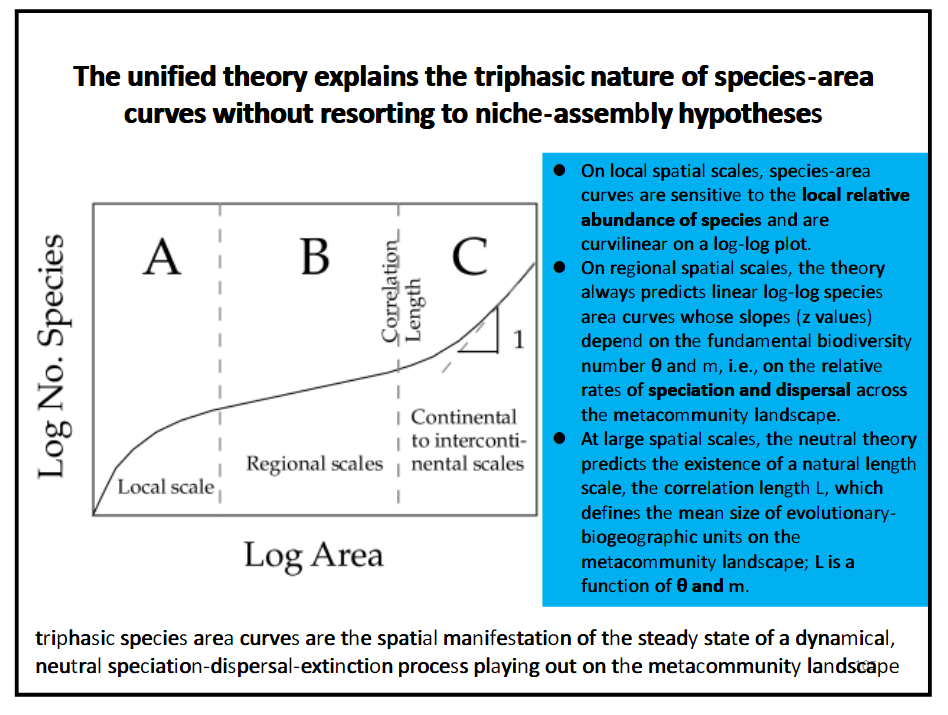 The unified theory explains the triphasic nature of species-area
curves without resorting to niche-assembly hypotheses
Log No. Species
A
B
C
Correlation
Length
1
Local scale
Regional scales
Continental
to interconti-
nental scales
Log Area
● On local spatial scales, species-area
curves are sensitive to the local relative
abundance of species and are
curvilinear on a log-log plot.
● On regional spatial scales, the theory
always predicts linear log-log species
area curves whose slopes (z values)
depend on the fundamental biodiversity
number θ and m, i.e., on the relative
rates of speciation and dispersal across
the metacommunity landscape.
● At large spatial scales, the neutral theory
predicts the existence of a natural length
scale, the correlation length L, which
defines the mean size of evolutionary-
biogeographic units on the
metacommunity landscape; L is a
function of θ and m.
triphasic species area curves are the spatial manifestation of the steady state of a dynamical,
neutral speciation-dispersal-extinction process playing out on the metacommunity landscape